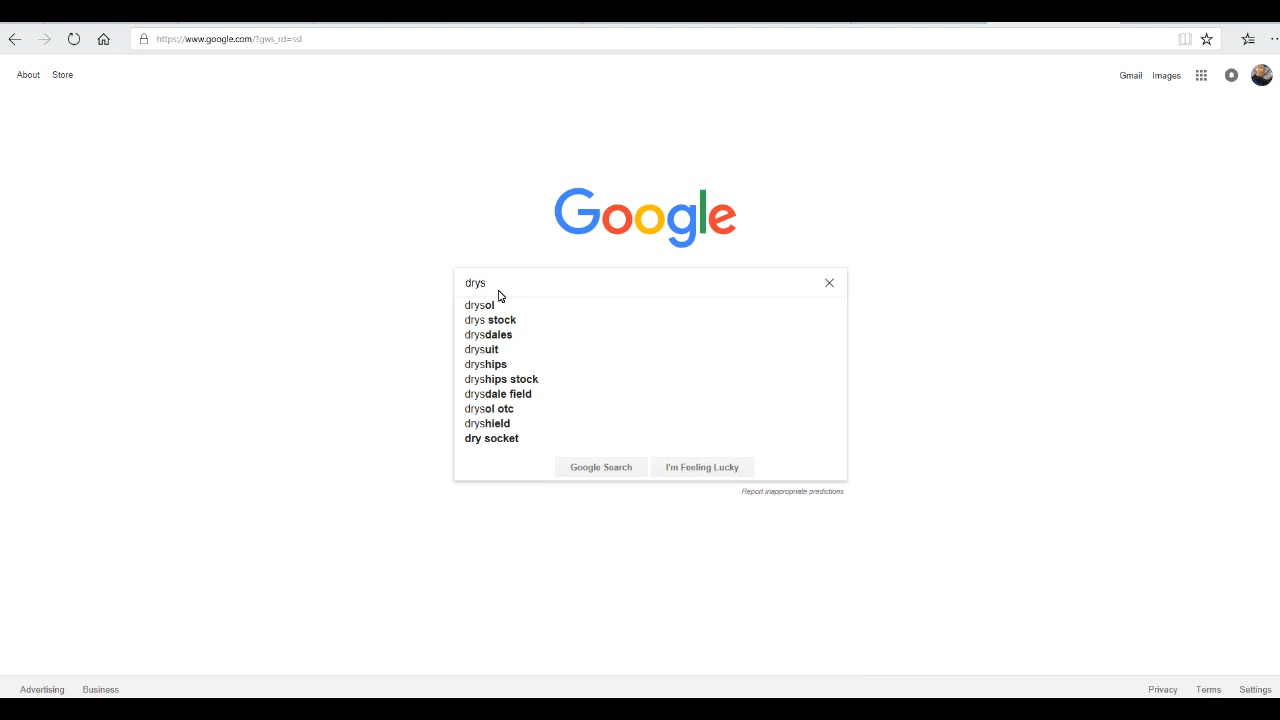 https://www.google.com/?gws_rd=ssl
About Store Gmail Images
Google
drys
drysol
drys stock
drysdales
drysuit
dryships
dryships stock
drysdale field
drysol otc
dryshield
dry socket
Google Search I'm Feeling Lucky
Report inappropriate predictions
Advertising Business Privacy Terms Settings